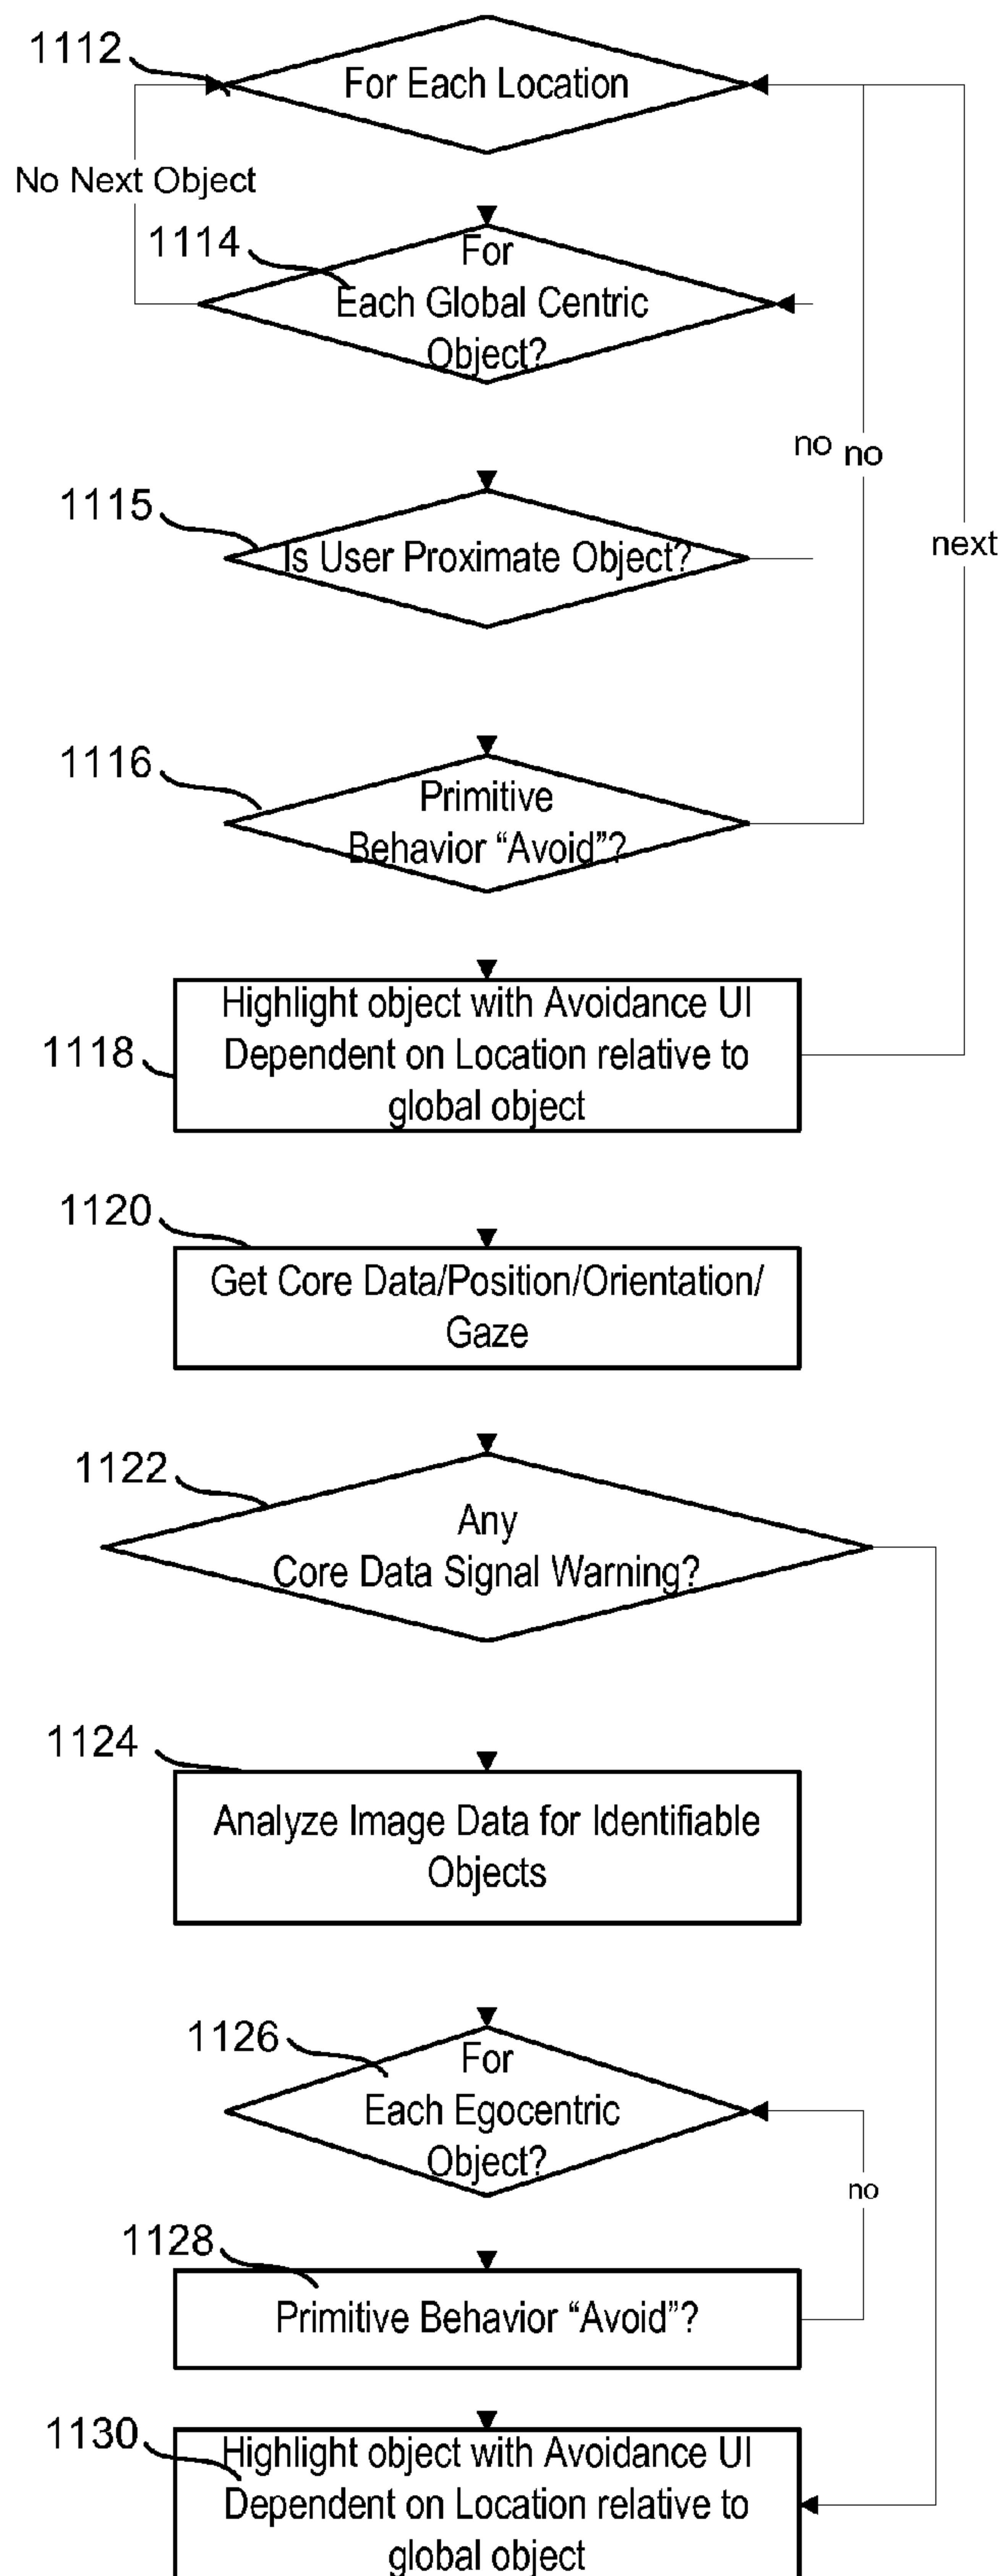 1112
For Each Location
No Next Object
1114
For
Each Global Centric
Object?
no
no
next
1115
Is User Proximate Object?
1116
Primitive
Behavior “Avoid”?
1118
Highlight object with Avoidance UI
Dependent on Location relative to
global object
1120
Get Core Data/Position/Orientation/
Gaze
1122
Any
Core Data Signal Warning?
1124
Analyze Image Data for Identifiable
Objects
1126
For
Each Egocentric
Object?
no
1128
Primitive Behavior “Avoid”?
1130
Highlight object with Avoidance UI
Dependent on Location relative to
global object